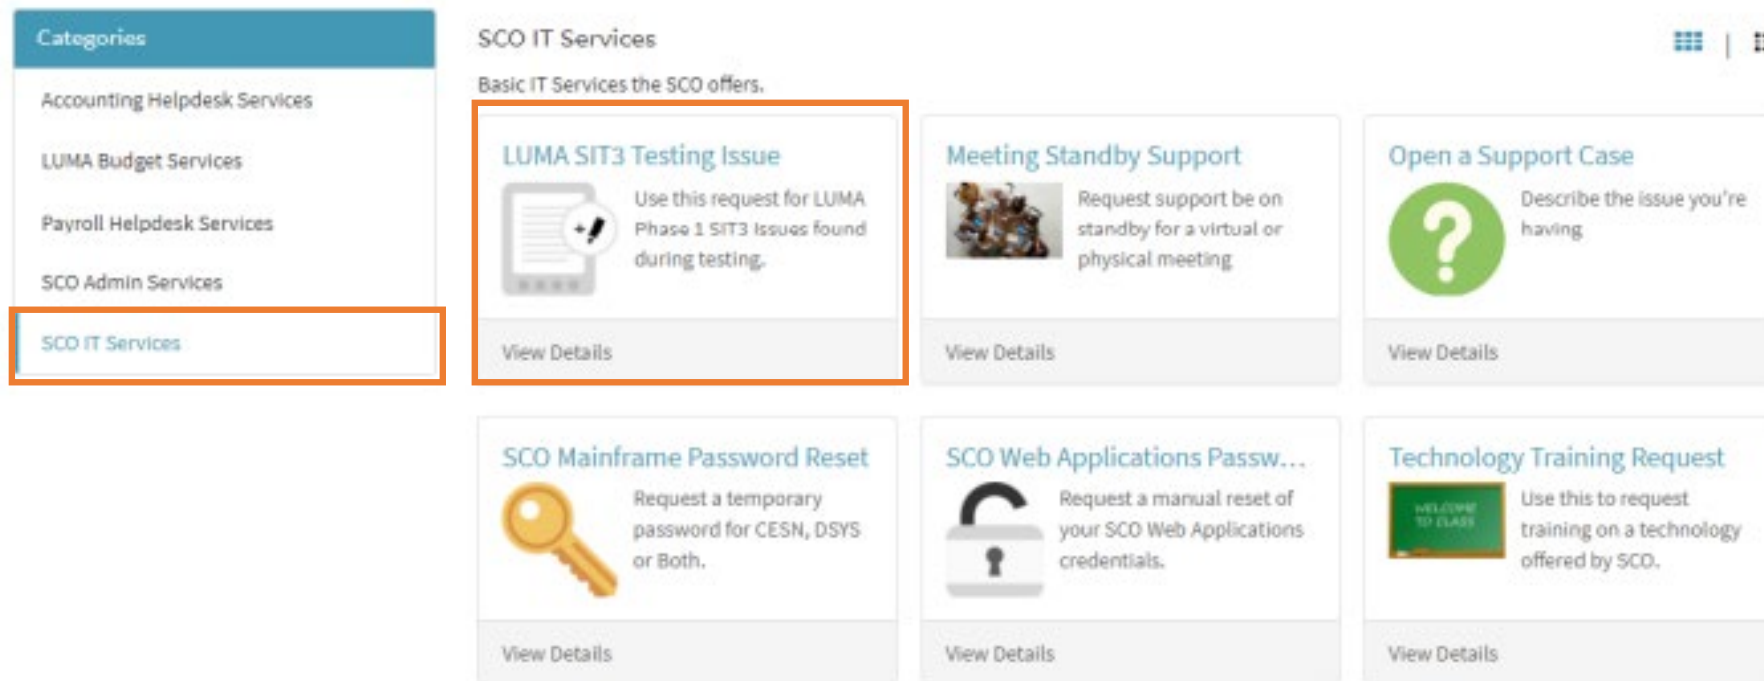 Categories
Accounting Helpdesk Services
LUMA Budget Services
Payroll Helpdesk Services
SCO Admin Services
SCO IT Services
SCO IT Services
Basic IT Services the SCO offers.
LUMA SIT3 Testing Issue
Use this request for LUMA
Phase 1 SIT3 Issues found
during testing.
View Details
Meeting Standby Support
Request support be on
standby for a virtual or
physical meeting
View Details
Open a Support Case
Describe the issue you're
having
View Details
SCO Mainframe Password Reset
Request a temporary
password for CESN, DSYS
or Both.
View Details
SCO Web Applications Passw...
Request a manual reset of
your SCO Web Applications
credentials.
View Details
Technology Training Request
WELCOME
TO CLASS
Use this to request
training on a technology
offered by SCO.
View Details